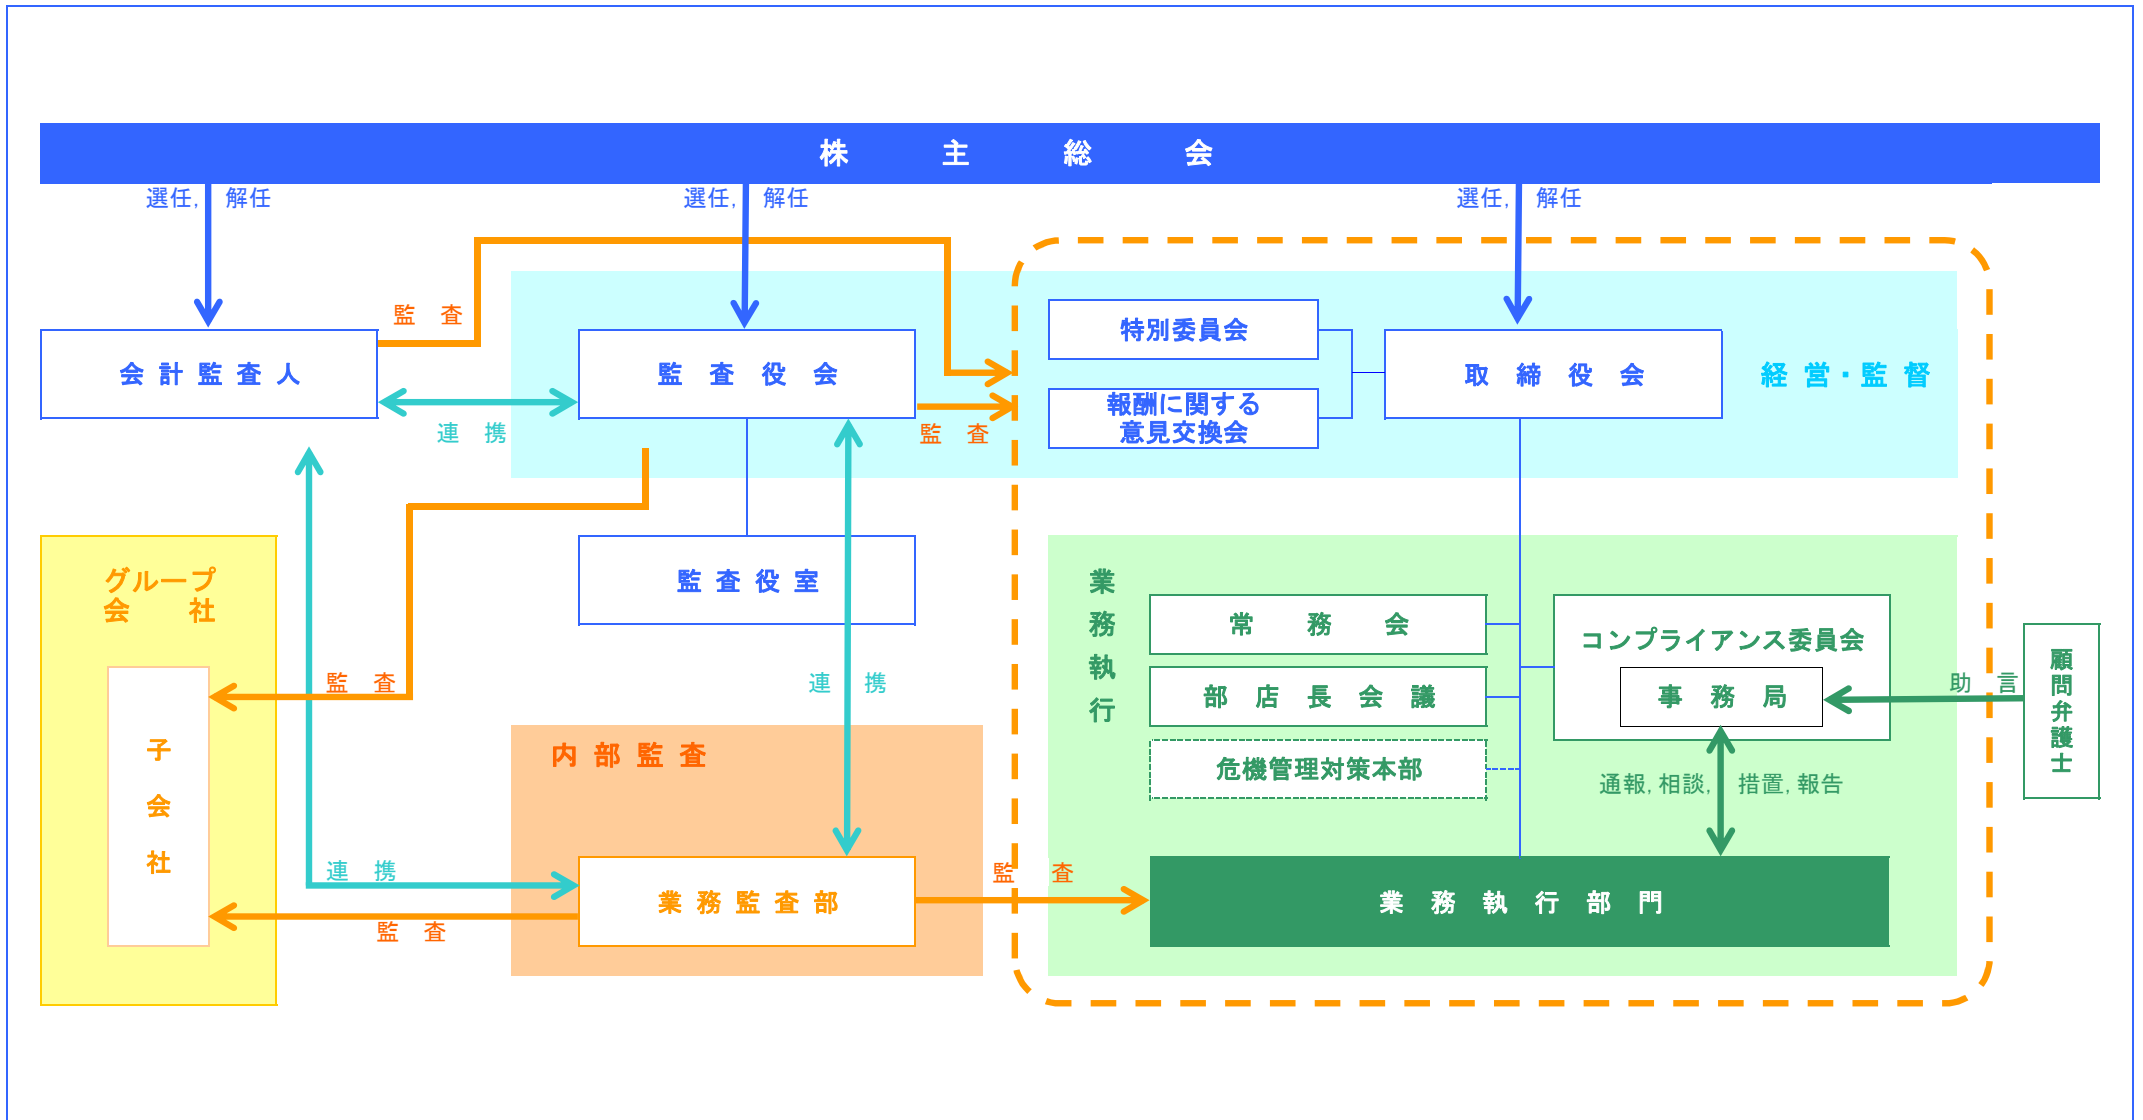 株主総会
選任, 解任
選任, 解任
選任, 解任
監査
会計監査人
監査役会
特別委員会
取締役会
経営・監督
報酬に関する
意見交換会
連携
監査
グループ
会社
監査役室
業務執行
常務会
コンプライアンス委員会
部店長会議
事務局
助言
顧問弁護士
監査
連携
子会社
内部監査
危機管理対策本部
通報, 相談, 措置, 報告
連携
監査
業務監査部
監査
業務執行部門